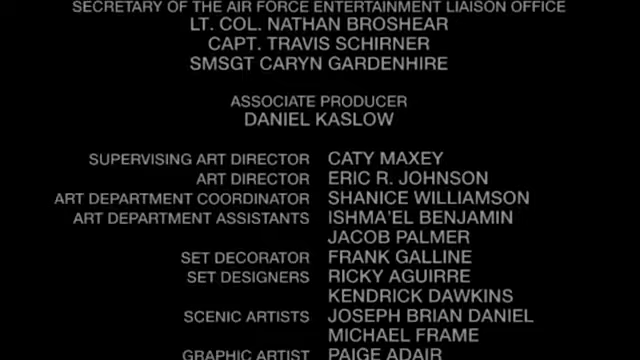 SECRETARY OF THE AIR FORCE ENTERTAINMENT LIAISON OFFICE
LT. COL. NATHAN BROSHEAR
CAPT. TRAVIS SCHIRNER
SMSGT CARYN GARDENHIRE
ASSOCIATE PRODUCER
DANIEL KASLOW
SUPERVISING ART DIRECTOR CATY MAXEY
ART DIRECTOR ERIC R. JOHNSON
ART DEPARTMENT COORDINATOR SHANICE WILLIAMSON
ART DEPARTMENT ASSISTANTS ISHMA'EL BENJAMIN
JACOB PALMER
SET DECORATOR FRANK GALLINE
SET DESIGNERS RICKY AGUIRRE
KENDRICK DAWKINS
SCENIC ARTISTS JOSEPH BRIAN DANIEL
MICHAEL FRAME
GRAPHIC ARTIST PAIGE ADAIR